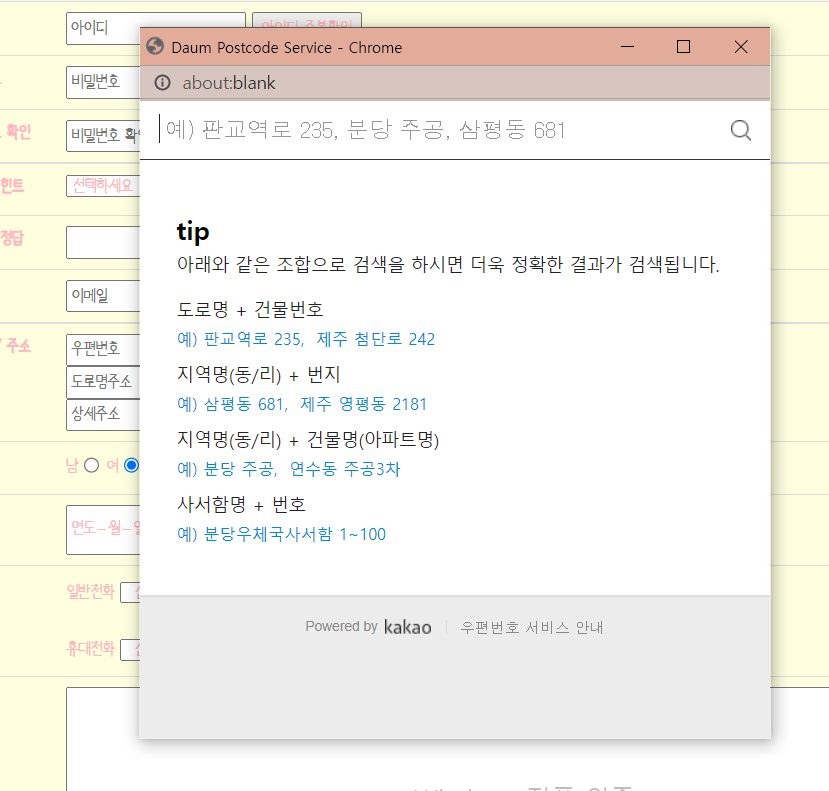 아이디
아이디 중복확인
Daum Postcode Service - Chrome
about:blank
비밀번호
예) 판교역로 235, 분당 주공, 삼평동 681
확인
비밀번호 확인
힌트
선택하세요
tip
정답
아래와 같은 조합으로 검색을 하시면 더욱 정확한 결과가 검색됩니다.
이메일
도로명 + 건물번호
예) 판교역로 235, 제주 첨단로 242
주소
우편번호
지역명(동/리) + 번지
도로명주소
예) 삼평동 681, 제주 영평동 2181
상세주소
지역명(동/리) + 건물명(아파트명)
남 여
예) 분당 주공, 연수동 주공3차
사서함명 + 번호
연도-월-일
예) 분당우체국사서함 1~100
일반전화
Powered by kakao 우편번호 서비스 안내
휴대전화